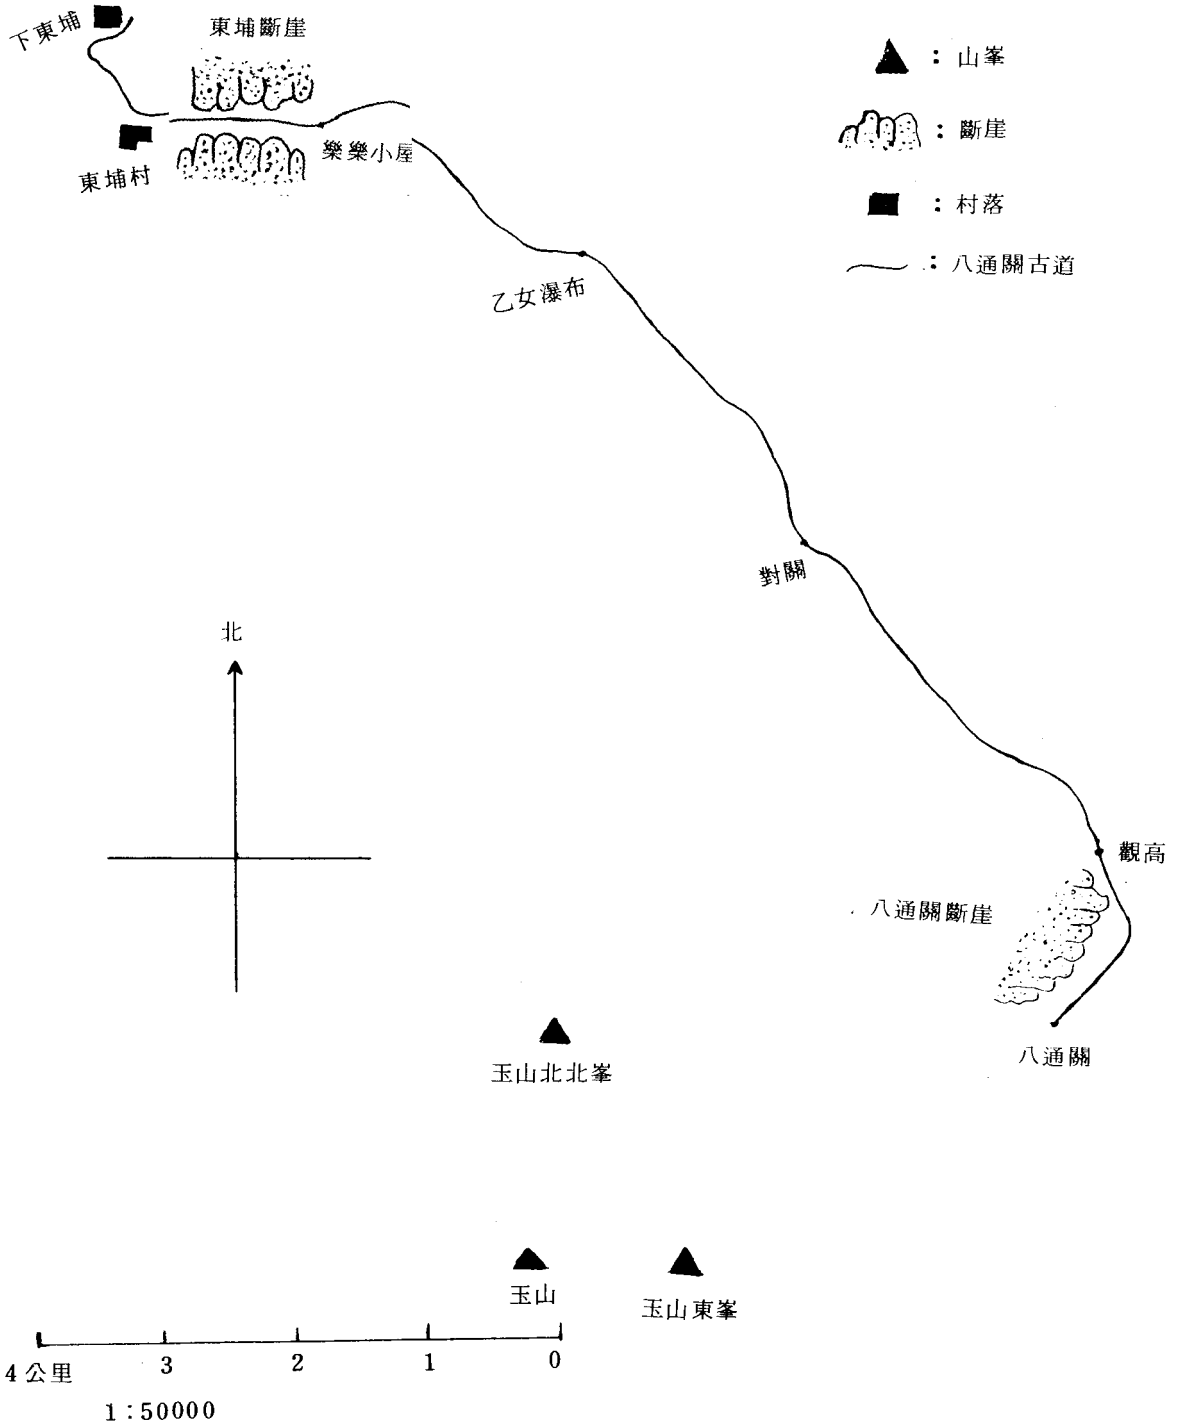 下東埔
東埔斷崖
樂樂小屋
東埔村
：山峯
：斷崖
：村落
：八通關古道
乙女瀑布
對關
北
觀高
八通關斷崖
八通關
玉山北北峯
玉山
玉山東峯
4公里 3 2 1 0
1:50000